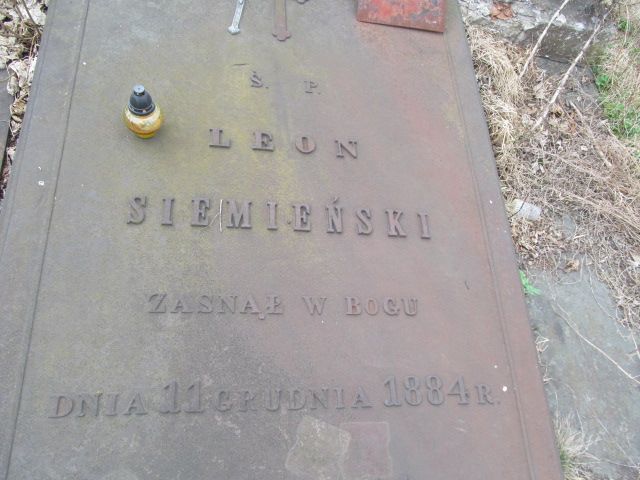 Ś. P.
LEON
SIEMIEŃSKI
ZASNĄŁ W BOGU
DNIA 11 GRUDNIA 1884 R.